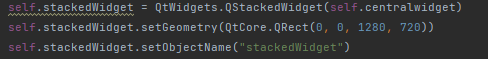 self.stackedWidget = QtWidgets.QStackedWidget(self.centralwidget)
self.stackedWidget.setGeometry(QtCore.QRect(0, 0, 1280, 720))
self.stackedWidget.setObjectName("stackedWidget")